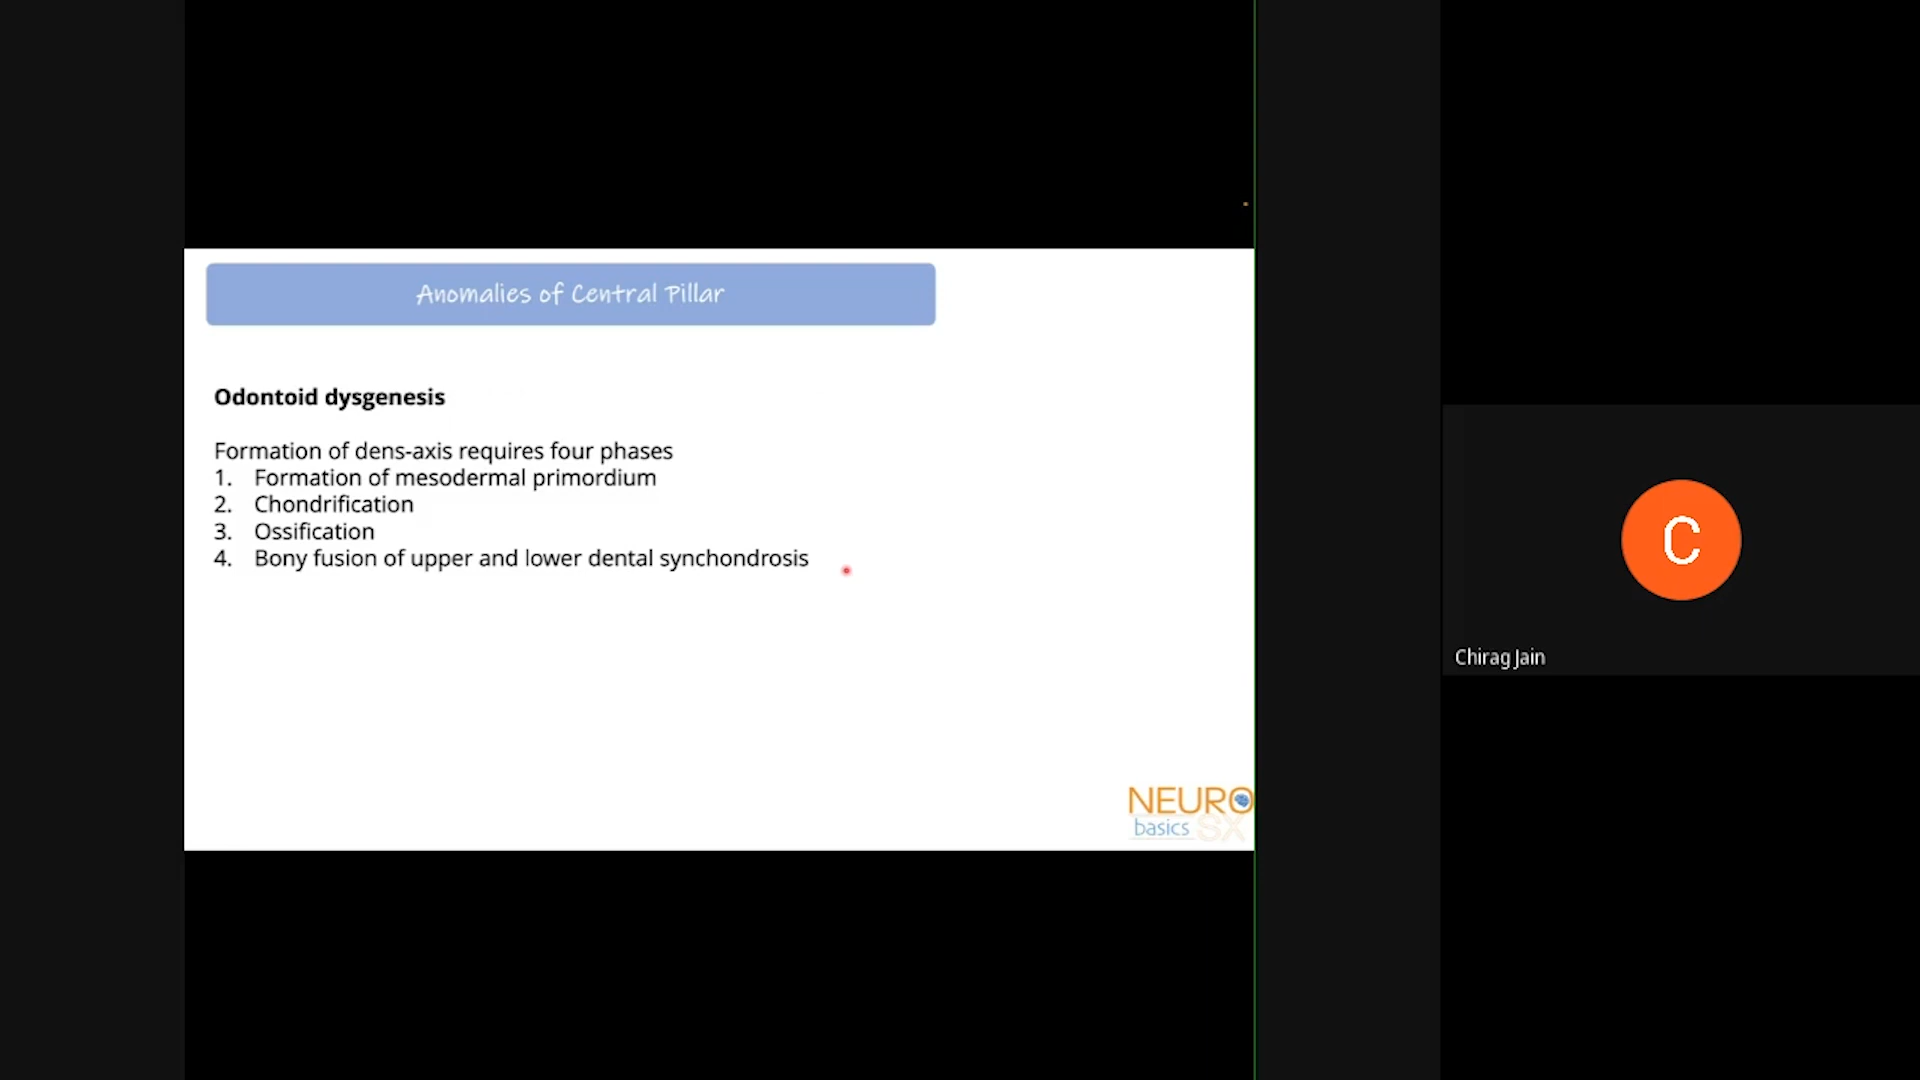 Anomalies of Central Pillar
Odontoid dysgenesis
Formation of dens-axis requires four phases
1. Formation of mesodermal primordium
2. Chondrification
3. Ossification
4. Bony fusion of upper and lower dental synchondrosis
C
Chirag Jain
NEURO
basics SX